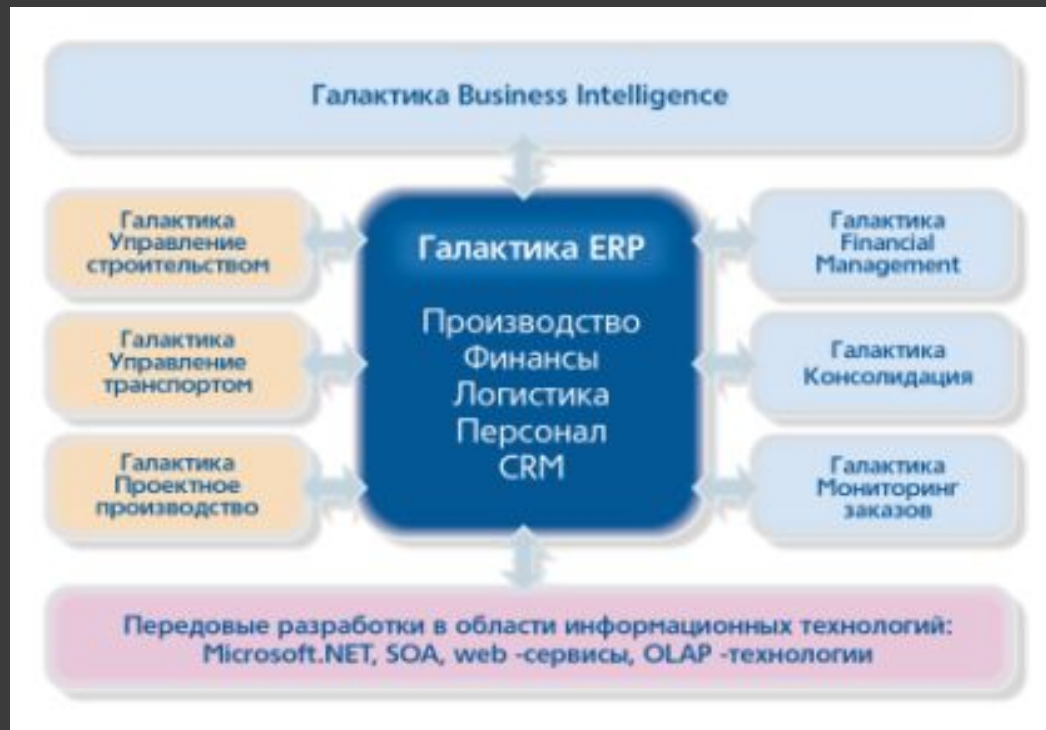 Галактика Business Intelligence
Галактика
Управление
строительством
Галактика ERP
Производство
Финансы
Логистика
Персонал
CRM
Галактика
Financial
Management
Галактика
Управление
транспортом
Галактика
Консолидация
Галактика
Проектное
производство
Галактика
Мониторинг
заказов
Передовые разработки в области информационных технологий:
Microsoft.NET, SOA, web -сервисы, OLAP -технологии